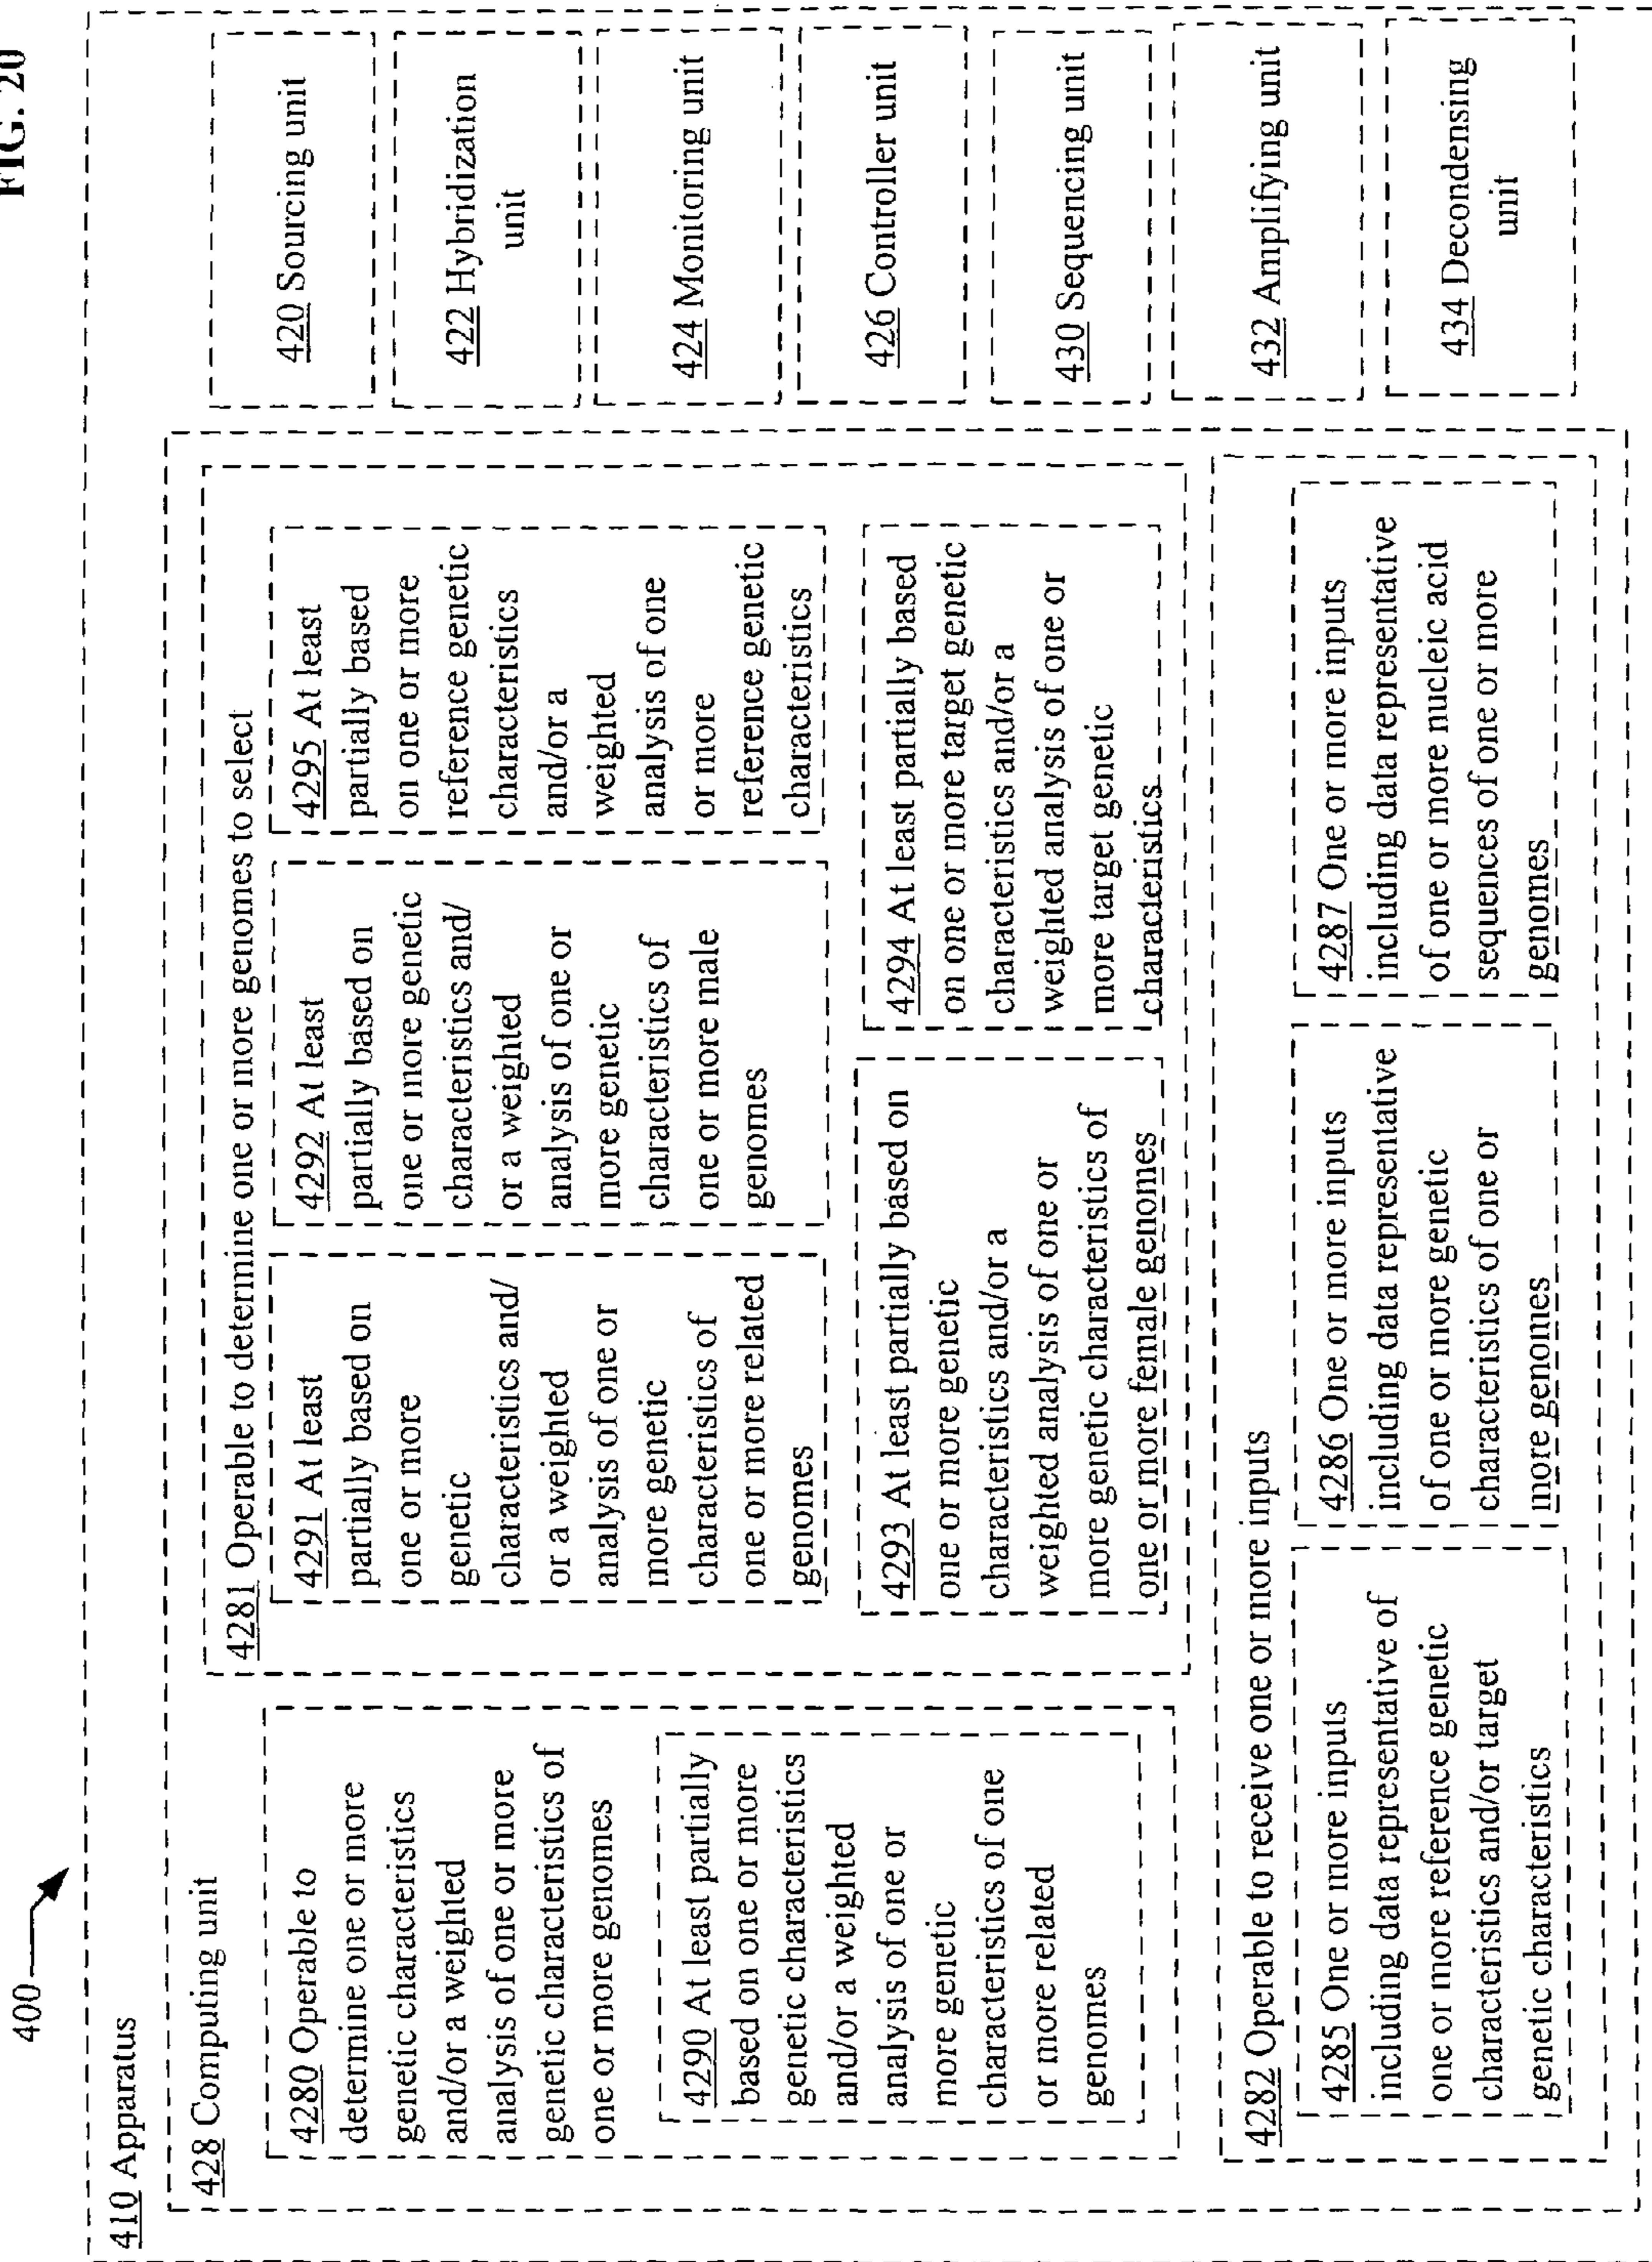 FIG. 20
400
410 Apparatus
428 Computing unit
4280 Operable to
determine one or more
genetic characteristics
and/or a weighted
analysis of one or more
genetic characteristics of
one or more genomes
4290 At least partially
based on one or more
genetic characteristics
and/or a weighted
analysis of one or
more genetic
characteristics of one
or more related
genomes
4281 Operable to determine one or more genomes to select
4291 At least
partially based on
one or more
genetic
characteristics and/
or a weighted
analysis of one or
more genetic
characteristics of
one or more related
genomes
4292 At least
partially based on
one or more genetic
characteristics and/
or a weighted
analysis of one or
more genetic
characteristics of
one or more male
genomes
4295 At least
partially based
on one or more
reference genetic
characteristics
and/or a
weighted
analysis of one
or more
reference genetic
characteristics
4293 At least partially based on
one or more genetic
characteristics and/or a
weighted analysis of one or
more genetic characteristics of
one or more female genomes
4294 At least partially based
on one or more target genetic
characteristics and/or a
weighted analysis of one or
more target genetic
characteristics
4282 Operable to receive one or more inputs
4285 One or more inputs
including data representative of
one or more reference genetic
characteristics and/or target
genetic characteristics
4286 One or more inputs
including data representative
of one or more genetic
characteristics of one or
more genomes
4287 One or more inputs
including data representative
of one or more nucleic acid
sequences of one or more
genomes
420 Sourcing unit
422 Hybridization
unit
424 Monitoring unit
426 Controller unit
430 Sequencing unit
432 Amplifying unit
434 Decondensing
unit